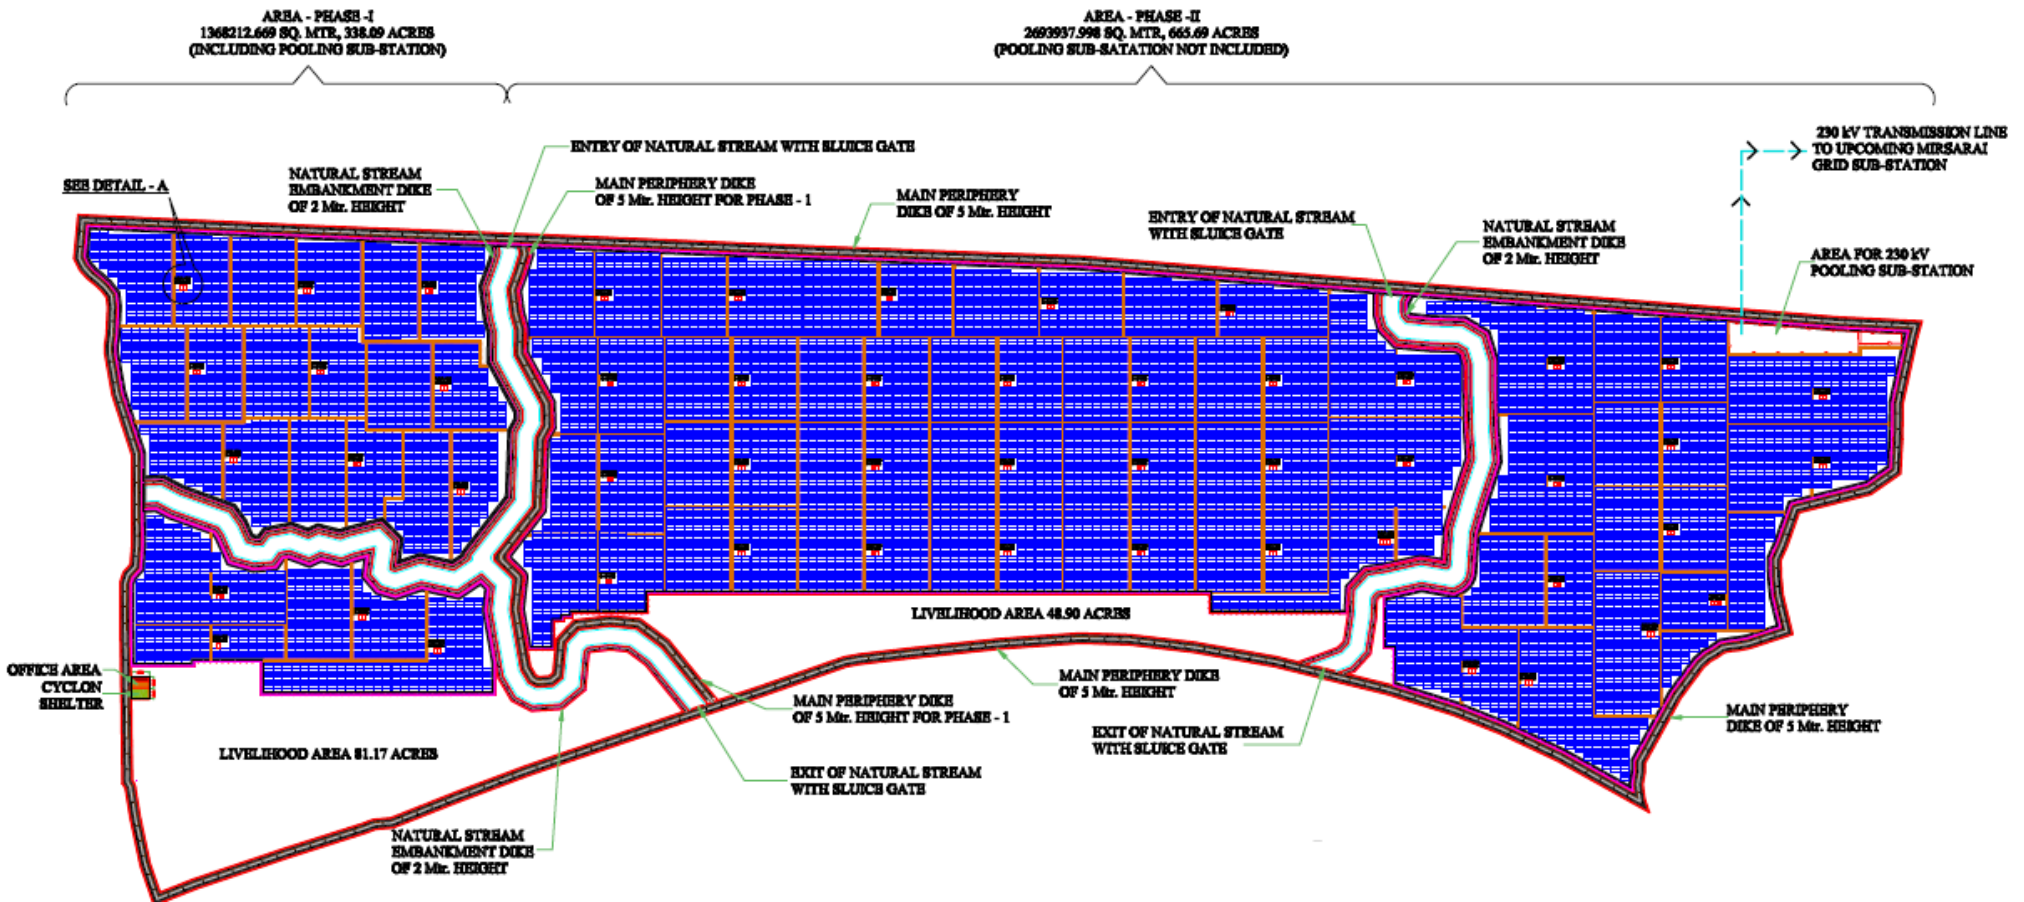 AREA - PHASE -I
1368212.669 SQ. MTR, 338.09 ACRES
(INCLUDING POOLING SUB-STATION)
AREA - PHASE -II
2693937.998 SQ. MTR, 665.69 ACRES
(POOLING SUB-SATATION NOT INCLUDED)
230 kV TRANSMISSION LINE
TO UPCOMING MIRSARAI
GRID SUB-STATION
ENTRY OF NATURAL STREAM WITH SLUICE GATE
SEE DETAIL - A
NATURAL STREAM
EMBANKMENT DIKE
OF 2 Mtr. HEIGHT
MAIN PERIPHERY DIKE
OF 5 Mtr. HEIGHT FOR PHASE - 1
MAIN PERIPHERY
DIKE OF 5 Mtr. HEIGHT
ENTRY OF NATURAL STREAM
WITH SLUICE GATE
NATURAL STREAM
EMBANKMENT DIKE
OF 2 Mtr. HEIGHT
AREA FOR 230 kV
POOLING SUB-STATION
LIVELIHOOD AREA 48.90 ACRES
OFFICE AREA
CYCLON
SHELTER
MAIN PERIPHERY DIKE
OF 5 Mtr. HEIGHT
MAIN PERIPHERY DIKE
OF 5 Mtr. HEIGHT FOR PHASE - 1
MAIN PERIPHERY
DIKE OF 5 Mtr. HEIGHT
EXIT OF NATURAL STREAM
WITH SLUICE GATE
LIVELIHOOD AREA 81.17 ACRES
EXIT OF NATURAL STREAM
WITH SLUICE GATE
NATURAL STREAM
EMBANKMENT DIKE
OF 2 Mtr. HEIGHT